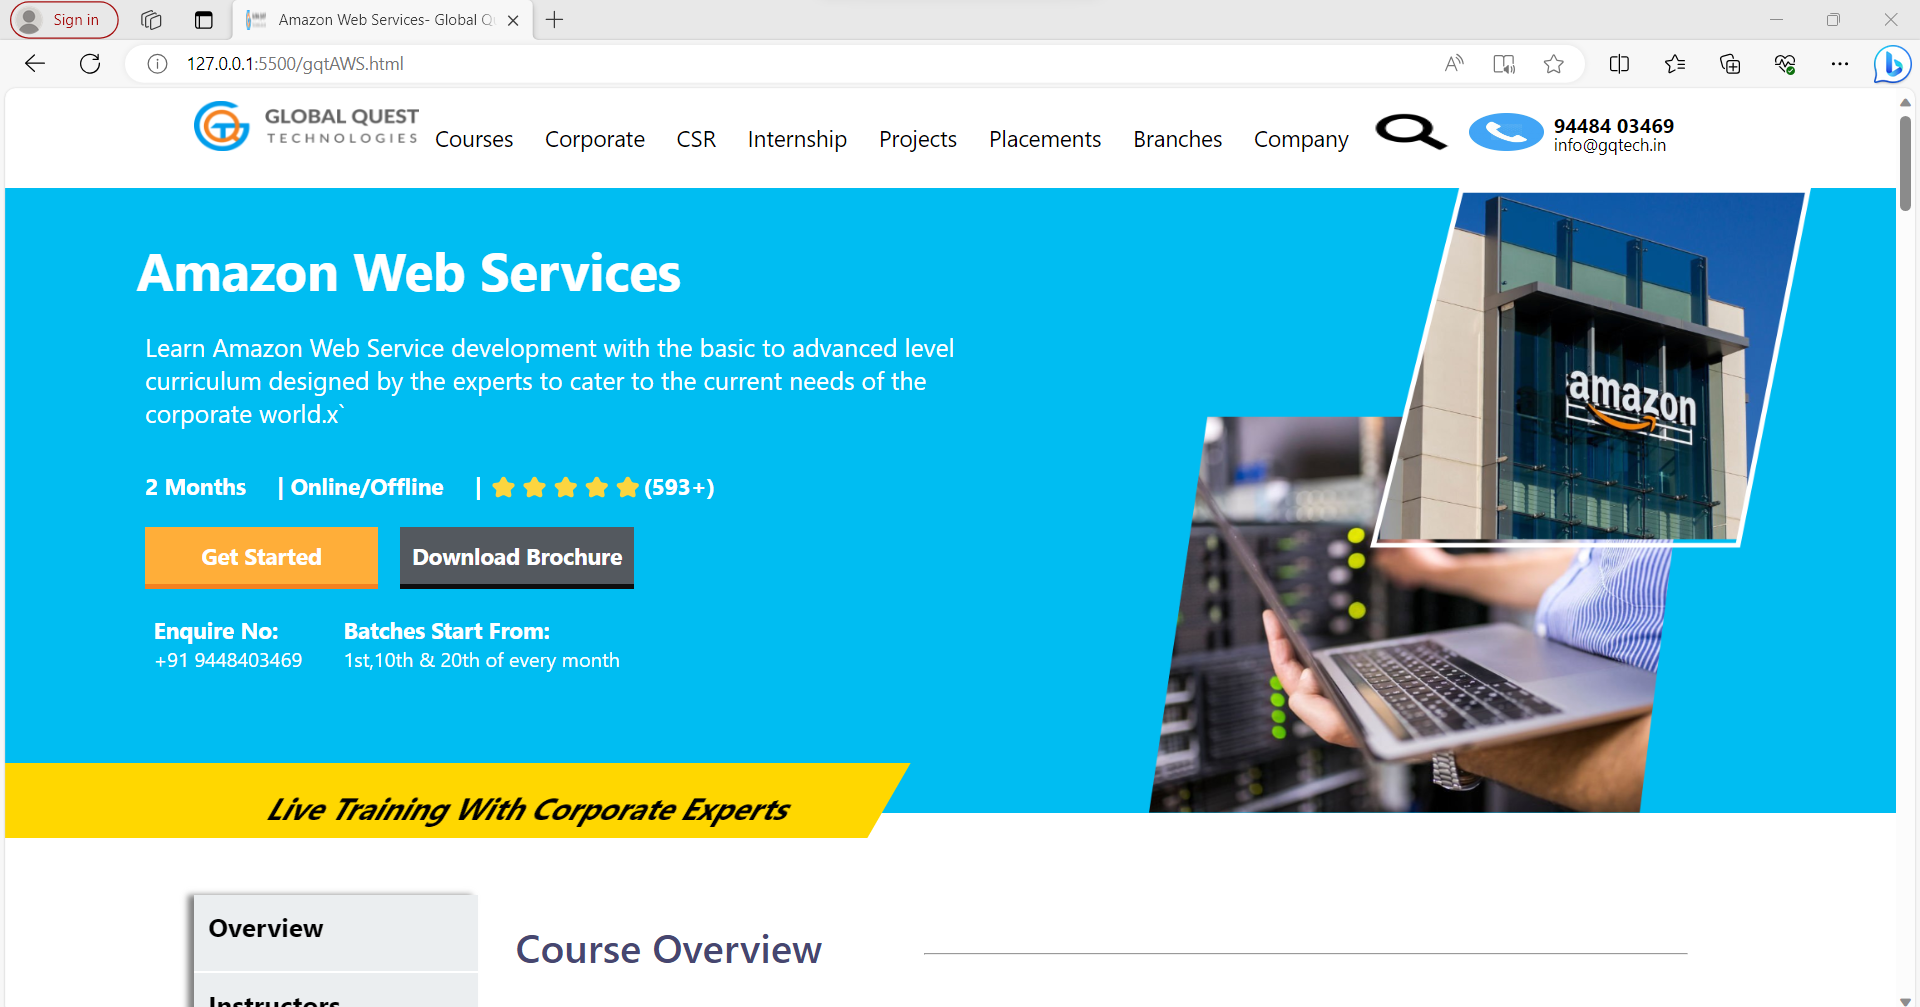 Sign in
Amazon Web Services- Global Q
127.0.0.1:5500/gqtAWS.html
GLOBAL QUEST
TECHNOLOGIES
Courses Corporate CSR Internship Projects Placements Branches Company
94484 03469
info@gqtech.in
Amazon Web Services
Learn Amazon Web Service development with the basic to advanced level
curriculum designed by the experts to cater to the current needs of the
corporate world.x`
2 Months | Online/Offline | (593+)
Get Started Download Brochure
Enquire No: Batches Start From:
+91 9448403469 1st,10th & 20th of every month
amazon
Live Training With Corporate Experts
Overview
Course Overview
Instructors